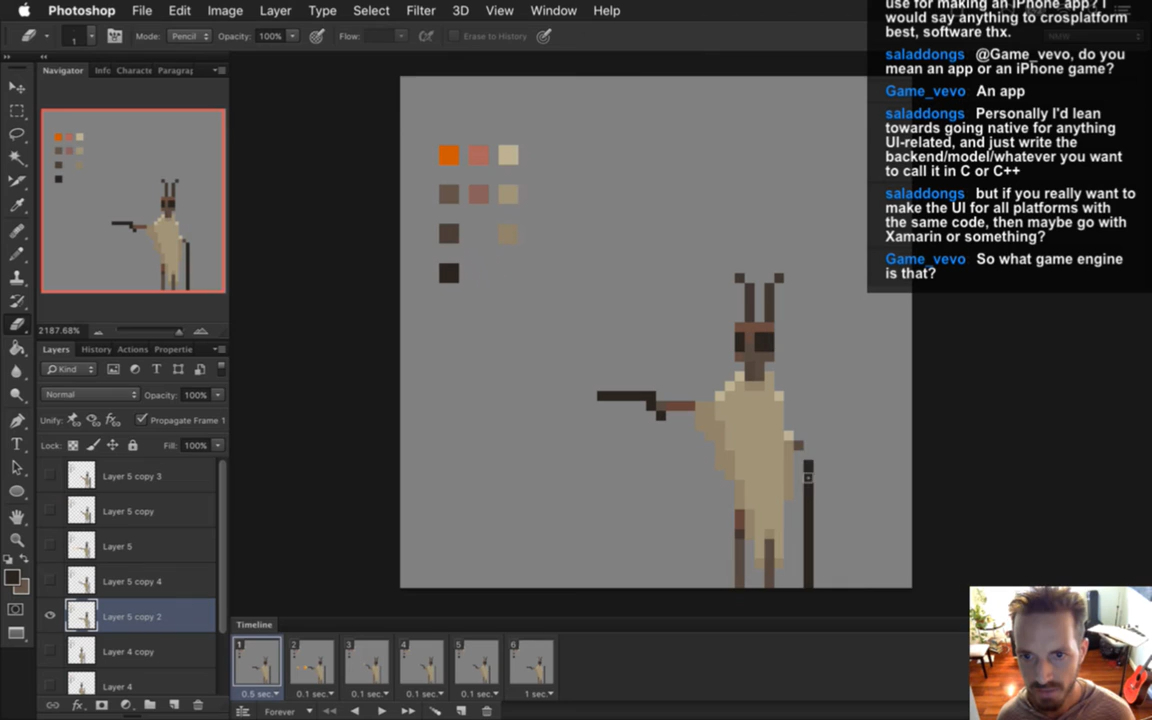 Photoshop File Edit Image Layer Type Select Filter 3D View Window Help
1 Mode: Pencil Opacity: 100% Flow: Erase to History
Navigator Info Characte Paragraj
2187.68%
Layers History Actions Propertie
Kind
Normal Opacity: 100%
Unify: Propagate Frame 1
Lock: Fill: 100%
Layer 5 copy 3
Layer 5 copy
Layer 5
Layer 5 copy 4
Layer 5 copy 2
Layer 4 copy
Layer 4
fx
Timeline
1 2 3 4 5 6
0.5 sec. 0.1 sec. 0.1 sec. 0.1 sec. 0.1 sec. 1 sec.
Forever
use for making an iPhone app? I
would say anything to crosplatform
best, software thx.
saladdongs @Game_vevo, do you
mean an app or an iPhone game?
Game_vevo An app
saladdongs Personally I'd lean
towards going native for anything
UI-related, and just write the
backend/model/whatever you want
to call it in C or C++
saladdongs but if you really want to
make the UI for all platforms with
the same code, then maybe go with
Xamarin or something?
Game_vevo So what game engine
is that?